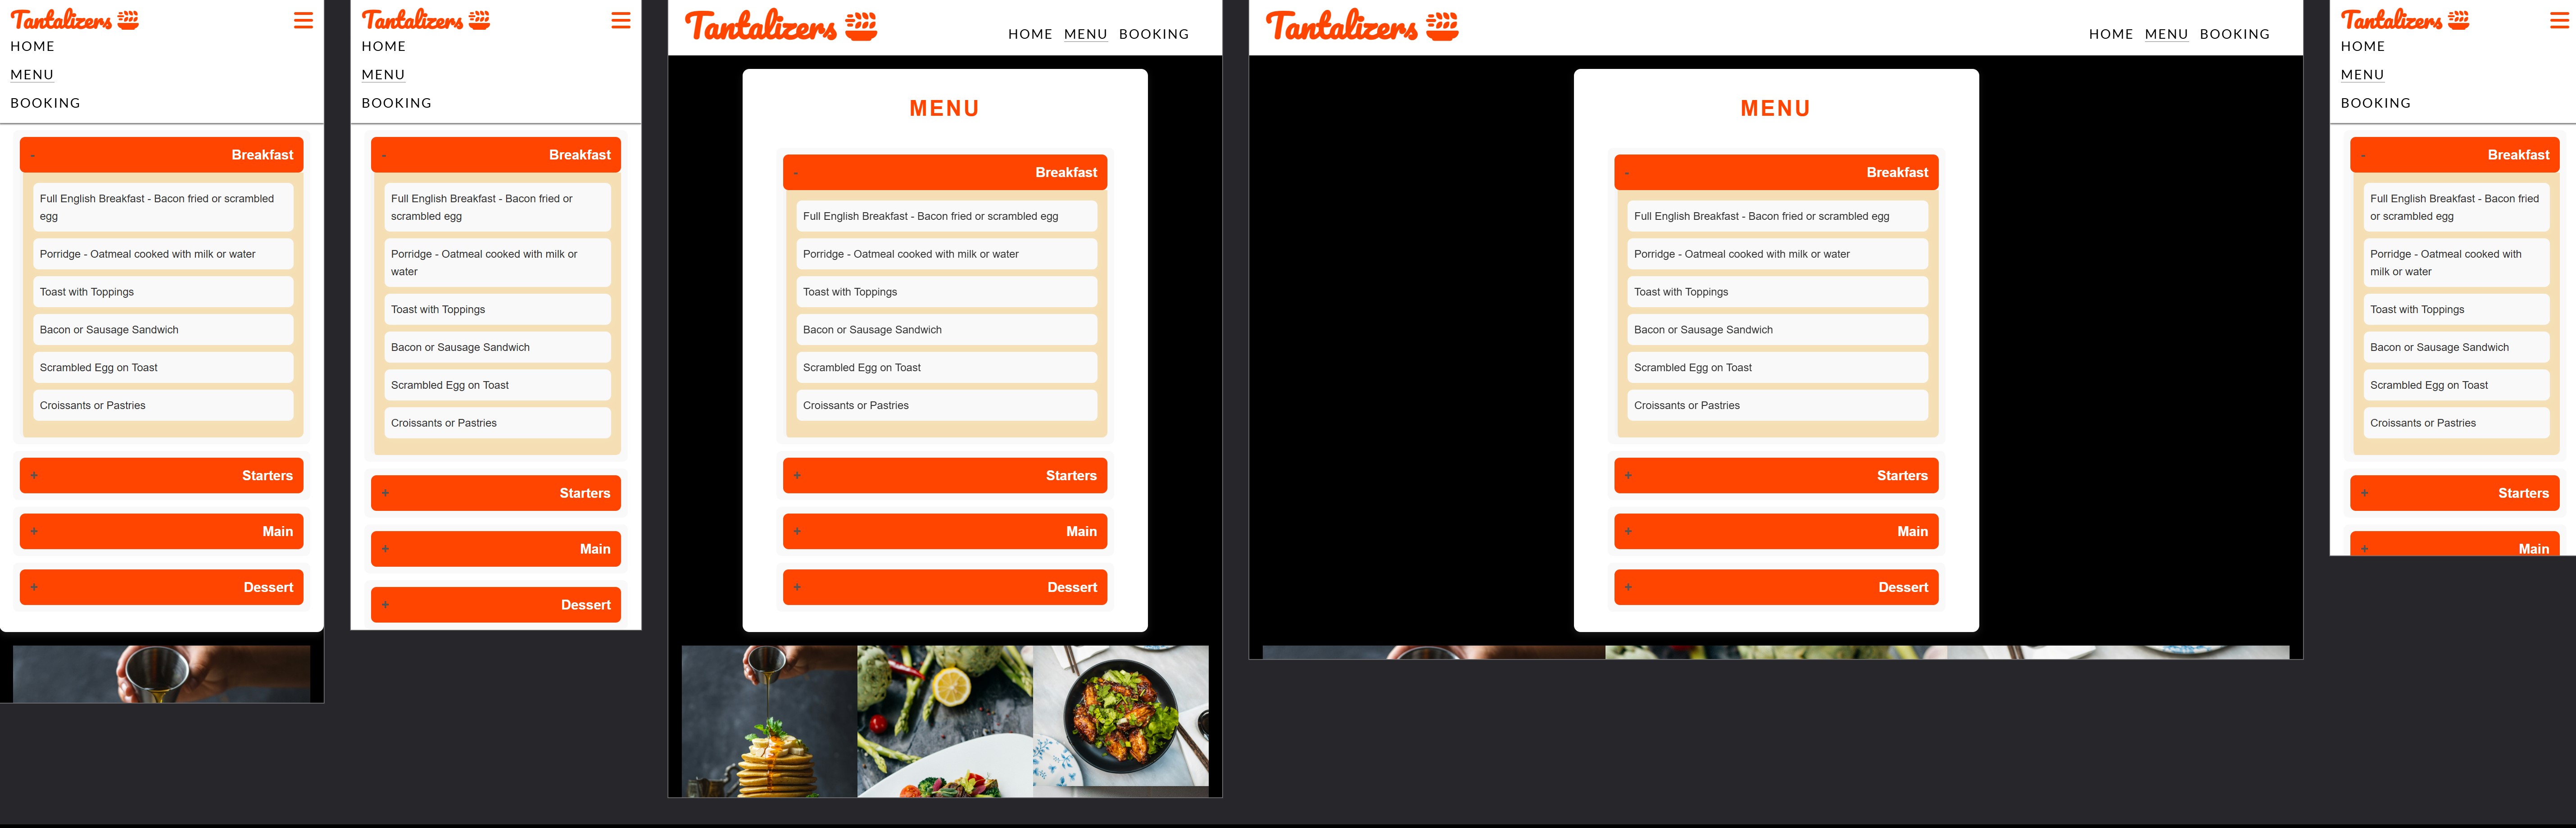 Tantalizers
HOME
MENU
BOOKING
- Breakfast
Full English Breakfast - Bacon fried or scrambled
egg
Porridge - Oatmeal cooked with milk or water
Toast with Toppings
Bacon or Sausage Sandwich
Scrambled Egg on Toast
Croissants or Pastries
+ Starters
+ Main
+ Dessert
Tantalizers
HOME
MENU
BOOKING
- Breakfast
Full English Breakfast - Bacon fried or
scrambled egg
Porridge - Oatmeal cooked with milk or
water
Toast with Toppings
Bacon or Sausage Sandwich
Scrambled Egg on Toast
Croissants or Pastries
+ Starters
+ Main
+ Dessert
Tantalizers
HOME MENU BOOKING
MENU
- Breakfast
Full English Breakfast - Bacon fried or scrambled egg
Porridge - Oatmeal cooked with milk or water
Toast with Toppings
Bacon or Sausage Sandwich
Scrambled Egg on Toast
Croissants or Pastries
+ Starters
+ Main
+ Dessert
Tantalizers
HOME MENU BOOKING
MENU
- Breakfast
Full English Breakfast - Bacon fried or scrambled egg
Porridge - Oatmeal cooked with milk or water
Toast with Toppings
Bacon or Sausage Sandwich
Scrambled Egg on Toast
Croissants or Pastries
+ Starters
+ Main
+ Dessert
Tantalizers
HOME
MENU
BOOKING
- Breakfast
Full English Breakfast - Bacon fried
or scrambled egg
Porridge - Oatmeal cooked with
milk or water
Toast with Toppings
Bacon or Sausage Sandwich
Scrambled Egg on Toast
Croissants or Pastries
+ Starters
+ Main